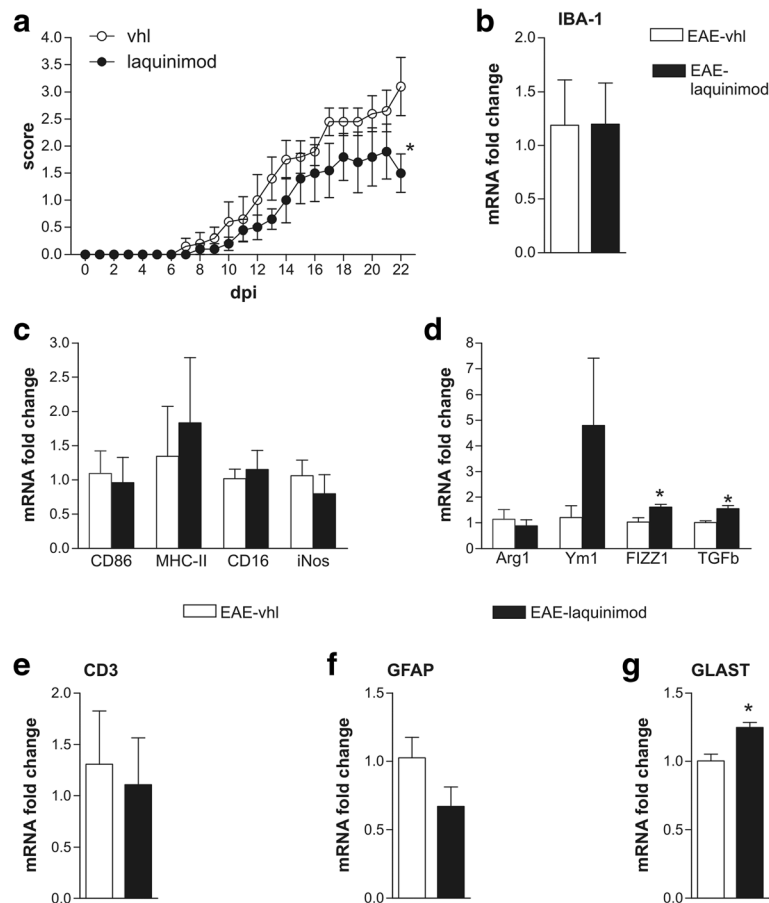 a
vhl
laquinimod
score
4.0
3.5
3.0
2.5
2.0
1.5
1.0
0.5
0.0
*
0 2 4 6 8 10 12 14 16 18 20 22
dpi
b
IBA-1
EAE-vhl
EAE-
laquinimod
mRNA fold change
2.0
1.5
1.0
0.5
0.0
c
mRNA fold change
3.0
2.5
2.0
1.5
1.0
0.5
0.0
CD86 MHC-II CD16 iNos
d
mRNA fold change
8
7
6
5
4
3
2
1
0
* *
Arg1 Ym1 FIZZ1 TGFb
EAE-vhl EAE-laquinimod
e
CD3
mRNA fold change
2.0
1.5
1.0
0.5
0.0
f
GFAP
mRNA fold change
1.5
1.0
0.5
0.0
g
GLAST
mRNA fold change
1.5
1.0
0.5
0.0
*